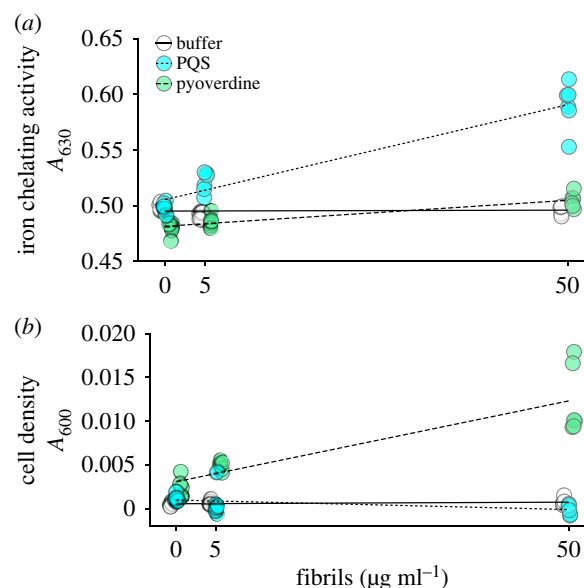 (a)
0.65
buffer
PQS
pyoverdine
0.60
0.55
0.50
0.45
iron chelating activity
A630
0 5 50
(b)
0.020
0.015
0.010
0.005
0
cell density
A600
0 5 50
fibrils (µg ml–1)